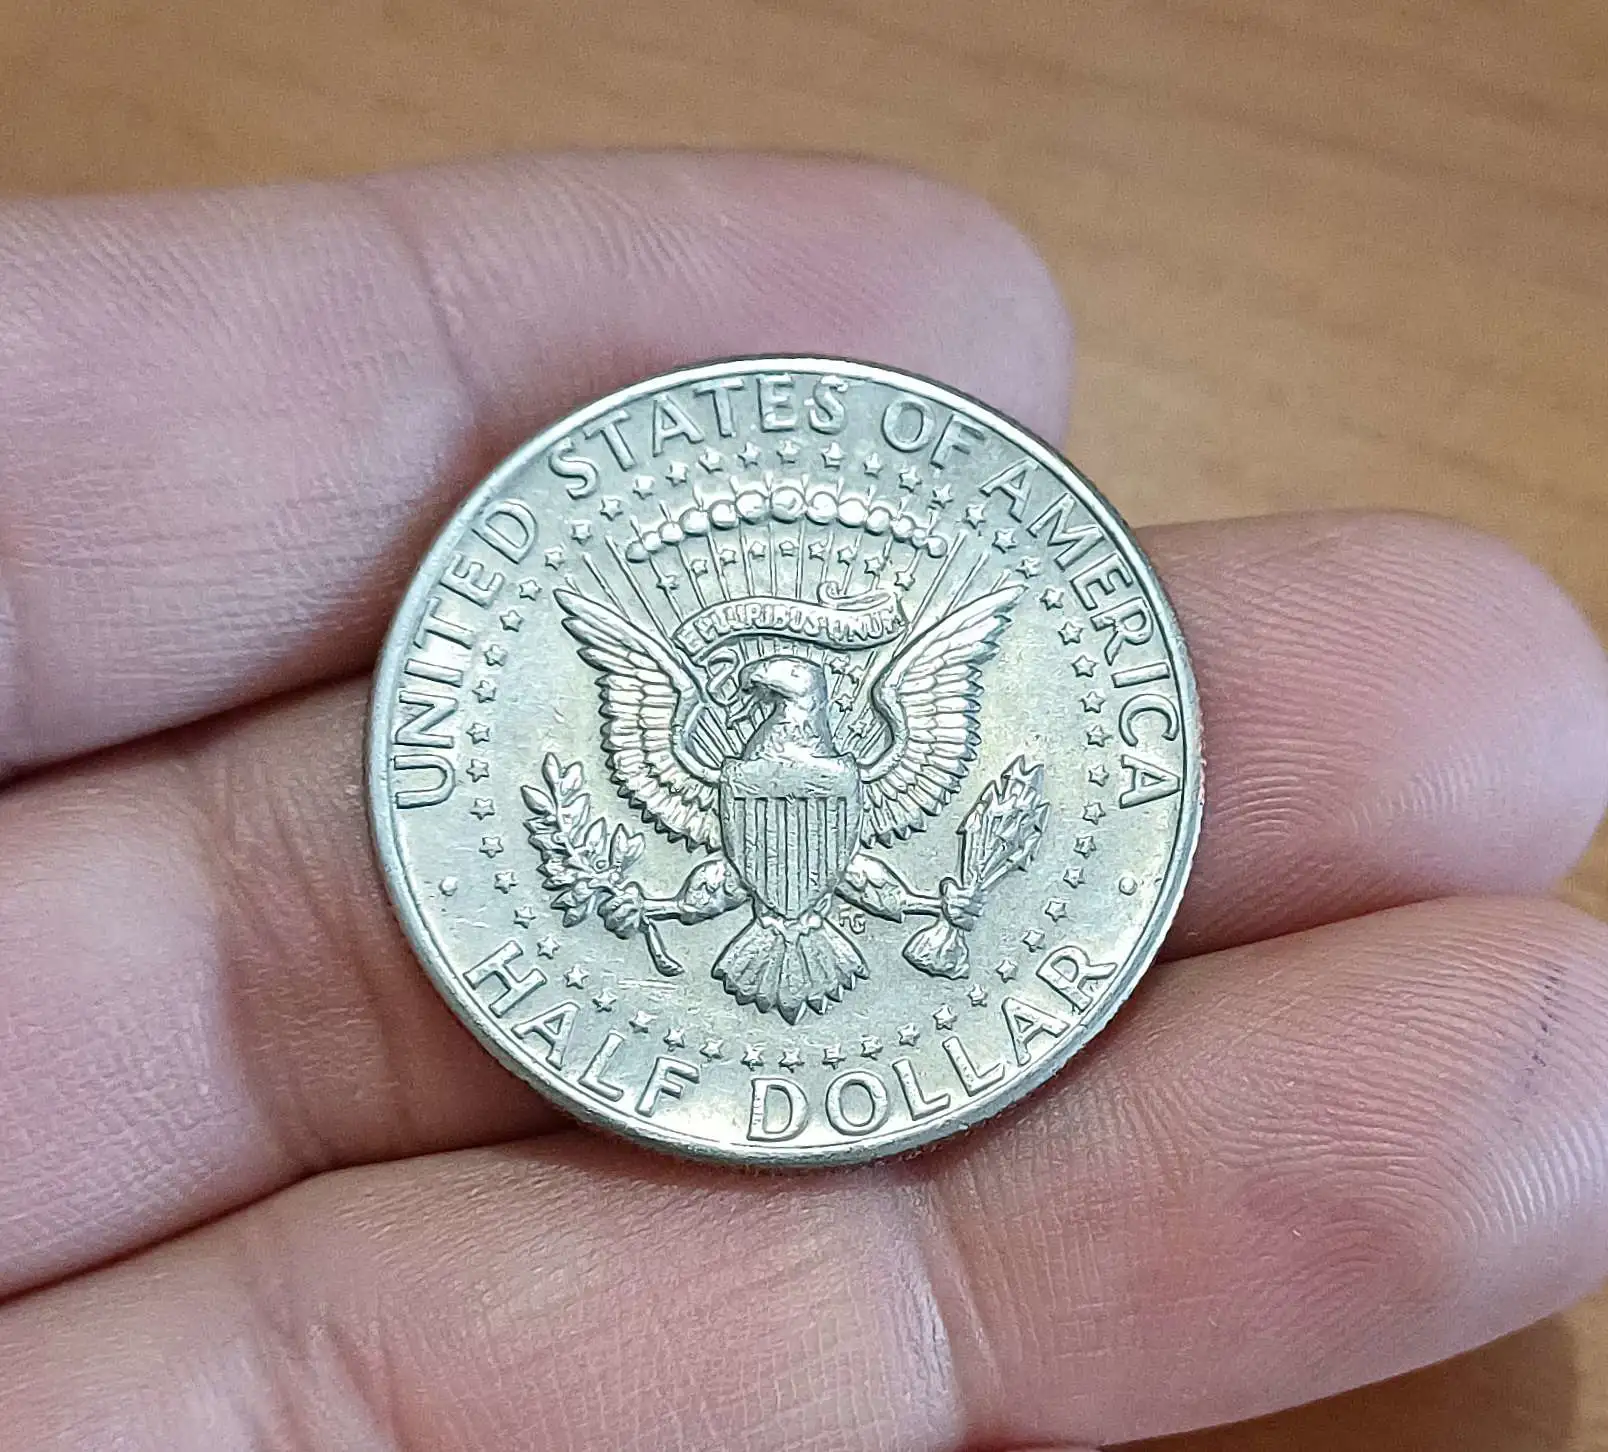 UNITED STATES OF AMERICA
E PLURIBUS UNUM
FG
HALF DOLLAR